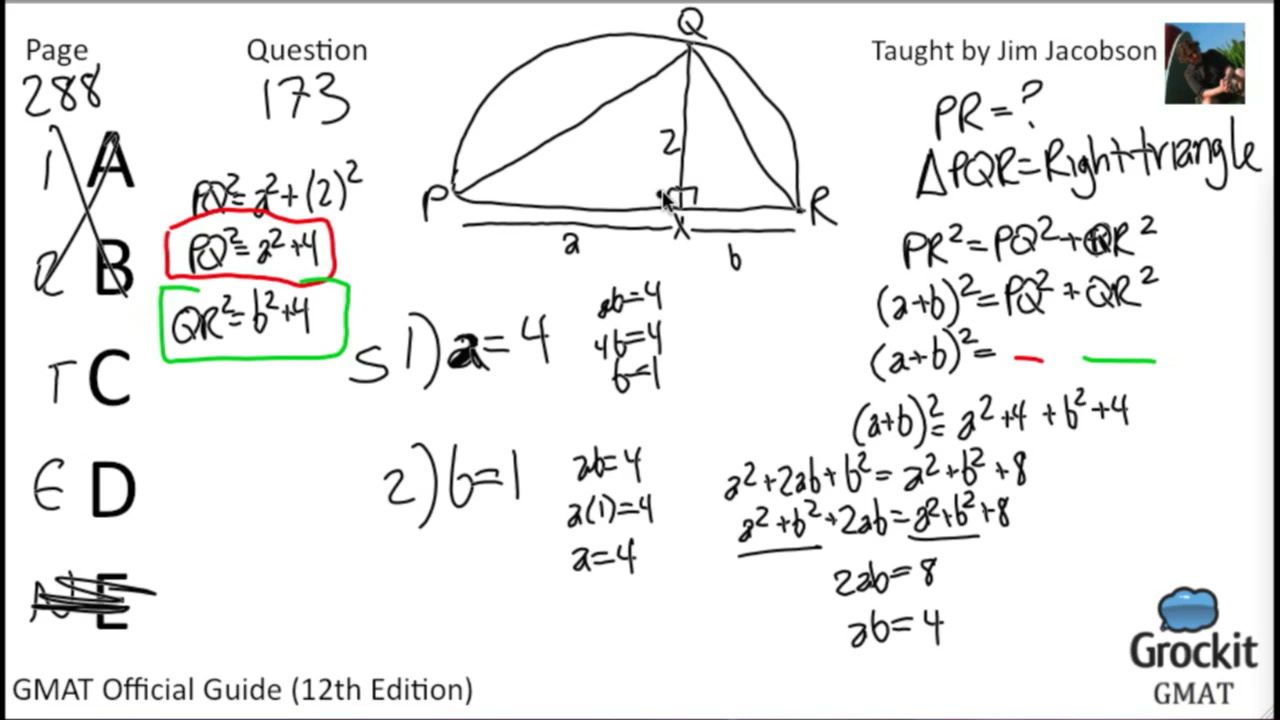 Page
Question
Taught by Jim Jacobson
288
173
1 A
2 B
T C
E D
E
PQ²=a²+(2)²
PQ²=a²+4
QR²=b²+4
Q
2
P
R
X
a
b
S 1) a=4
ab=4
4b=4
b=1
2) b=1
ab=4
a(1)=4
a=4
PR=?
ΔPQR=Right triangle
PR²=PQ²+QR²
(a+b)²=PQ²+QR²
(a+b)²=
(a+b)²=a²+4+b²+4
a²+2ab+b²=a²+b²+8
a²+b²+2ab=a²+b²+8
2ab=8
ab=4
Grockit
GMAT
GMAT Official Guide (12th Edition)